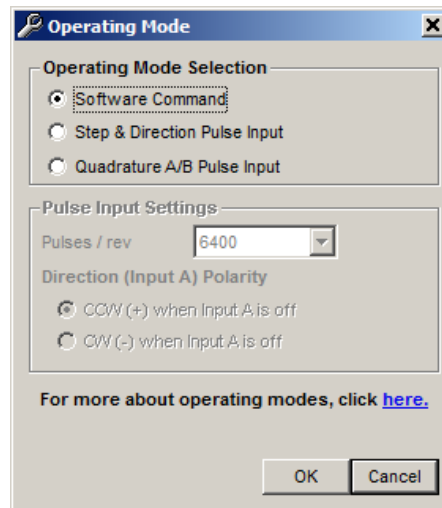 Operating Mode
Operating Mode Selection
Software Command
Step & Direction Pulse Input
Quadrature A/B Pulse Input
Pulse Input Settings
Pulses / rev 6400
Direction (Input A) Polarity
CCW (+) when Input A is off
CW (-) when Input A is off
For more about operating modes, click here.
OK Cancel